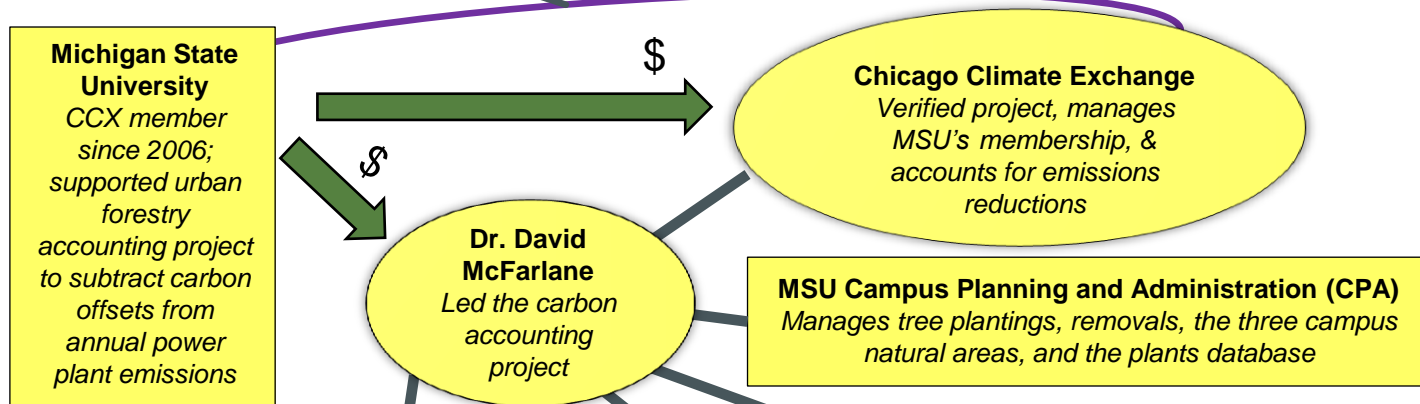 Michigan State
University
CCX member
since 2006;
supported urban
forestry
accounting project
to subtract carbon
offsets from
annual power
plant emissions
$
$
Chicago Climate Exchange
Verified project, manages
MSU's membership, &
accounts for emissions
reductions
Dr. David
McFarlane
Led the carbon
accounting
project
MSU Campus Planning and Administration (CPA)
Manages tree plantings, removals, the three campus
natural areas, and the plants database